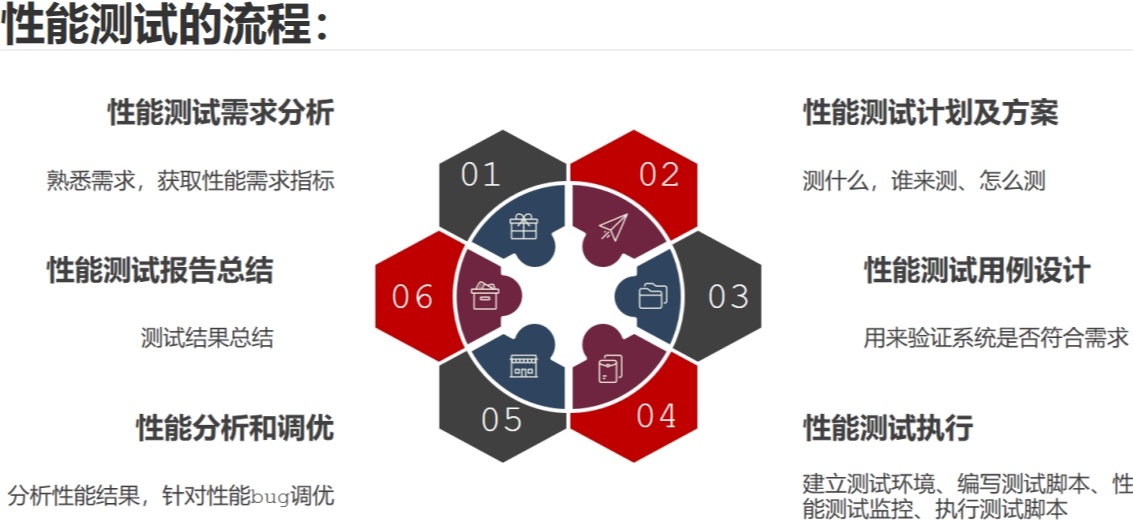 性能测试的流程：
性能测试需求分析
熟悉需求，获取性能需求指标
01
02
性能测试计划及方案
测什么，谁来测、怎么测
03
性能测试用例设计
用来验证系统是否符合需求
04
性能测试执行
建立测试环境、编写测试脚本、性
能测试监控、执行测试脚本
05
性能分析和调优
分析性能结果，针对性能bug调优
06
性能测试报告总结
测试结果总结